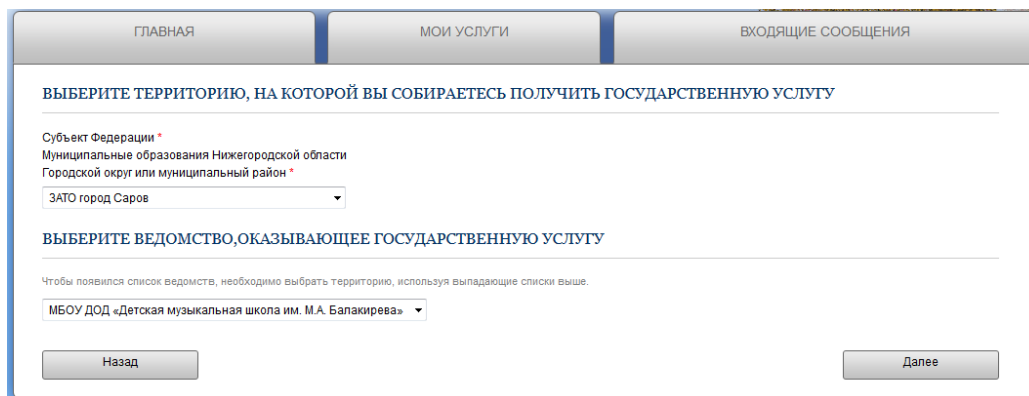 ГЛАВНАЯ
МОИ УСЛУГИ
ВХОДЯЩИЕ СООБЩЕНИЯ
ВЫБЕРИТЕ ТЕРРИТОРИЮ, НА КОТОРОЙ ВЫ СОБИРАЕТЕСЬ ПОЛУЧИТЬ ГОСУДАРСТВЕННУЮ УСЛУГУ
Субъект Федерации *
Муниципальные образования Нижегородской области
Городской округ или муниципальный район *
ЗАТО город Саров
ВЫБЕРИТЕ ВЕДОМСТВО,ОКАЗЫВАЮЩЕЕ ГОСУДАРСТВЕННУЮ УСЛУГУ
Чтобы появился список ведомств, необходимо выбрать территорию, используя выпадающие списки выше.
МБОУ ДОД «Детская музыкальная школа им. М.А. Балакирева»
Назад
Далее